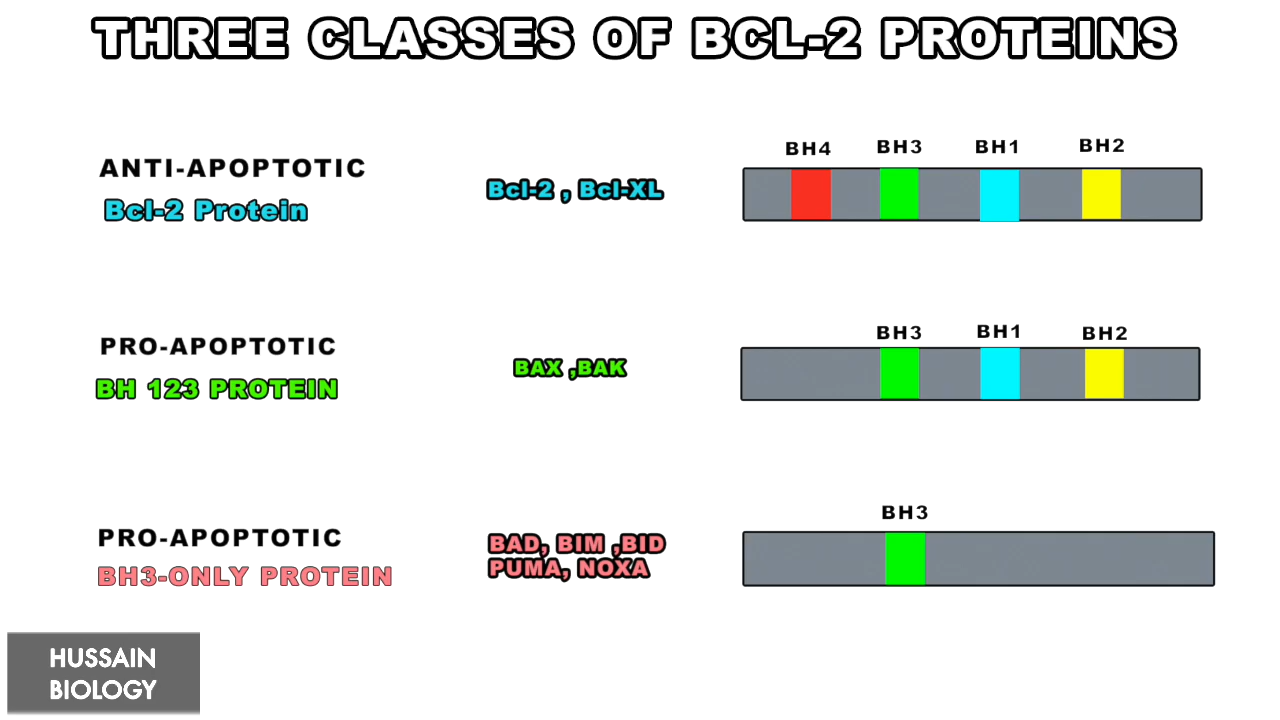 THREE CLASSES OF BCL-2 PROTEINS
ANTI-APOPTOTIC
Bcl-2 Protein
Bcl-2 , Bcl-XL
BH4 BH3 BH1 BH2
PRO-APOPTOTIC
BH 123 PROTEIN
BAX ,BAK
BH3 BH1 BH2
PRO-APOPTOTIC
BH3-ONLY PROTEIN
BAD, BIM ,BID
PUMA, NOXA
BH3
HUSSAIN
BIOLOGY